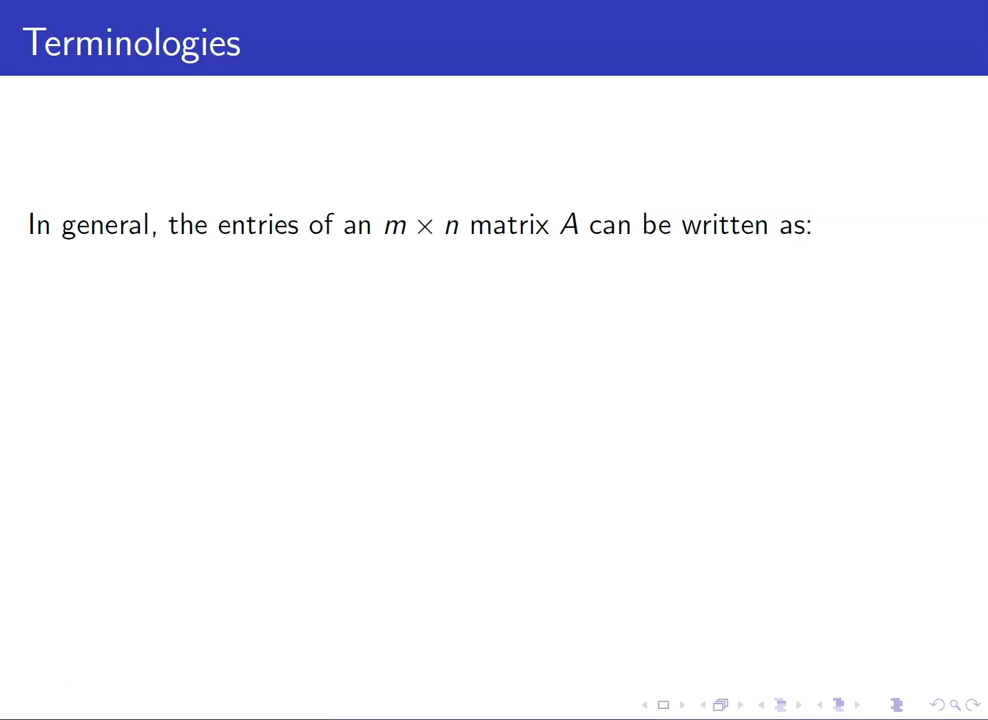 Terminologies
In general, the entries of an m × n matrix A can be written as: